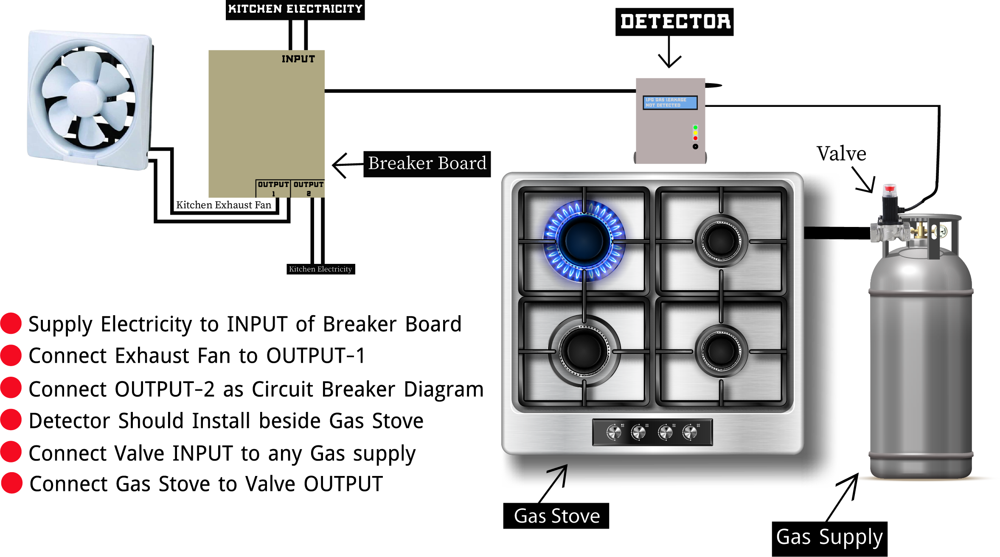 KITCHEN ElECTRICITY
DETECTOR
INPUT
lPG GAS lEAKAGE
NOT DETECTED
Valve
Breaker Board
OUTPUT
1
OUTPUT
2
Kitchen Exhaust Fan
Kitchen Electricity
Supply Electricity to INPUT of Breaker Board
Connect Exhaust Fan to OUTPUT-1
Connect OUTPUT-2 as Circuit Breaker Diagram
Detector Should Install beside Gas Stove
Connect Valve INPUT to any Gas supply
Connect Gas Stove to Valve OUTPUT
Gas Stove
Gas Supply